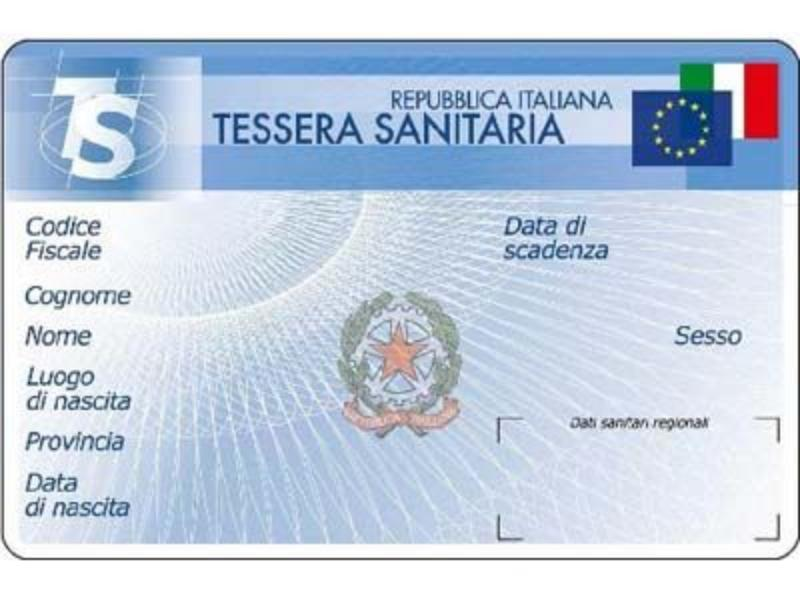 TS
REPUBBLICA ITALIANA
TESSERA SANITARIA
Codice
Fiscale
Data di
scadenza
Cognome
Nome
Sesso
Luogo
di nascita
Provincia
Dati sanitari regionali
Data
di nascita